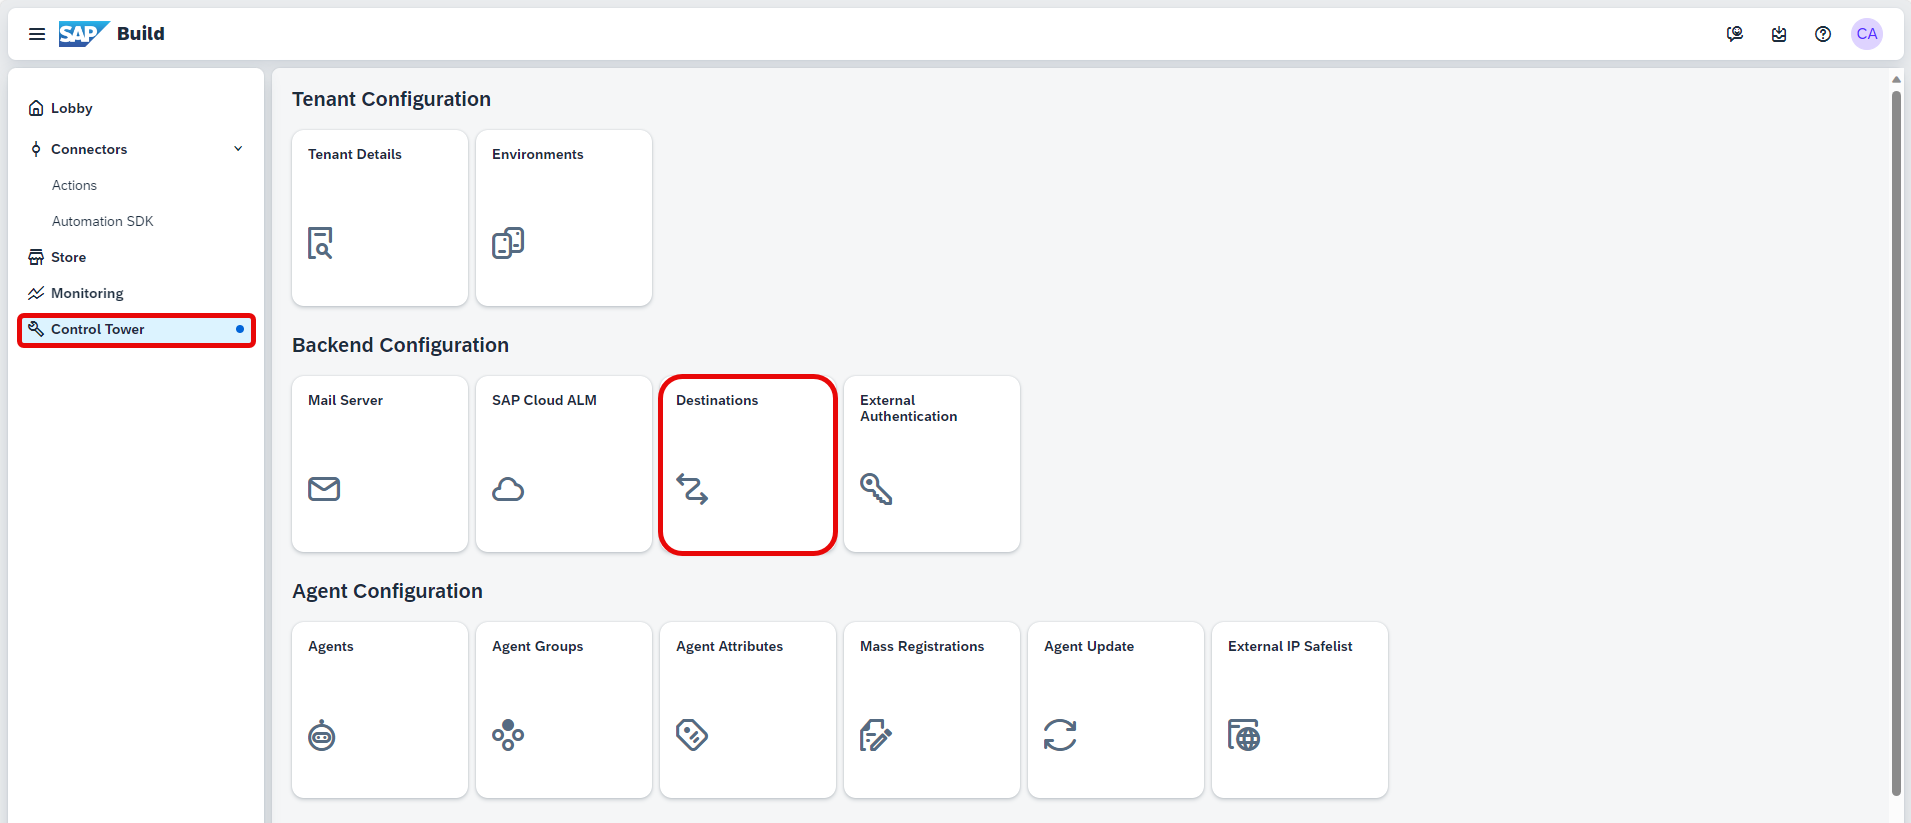 SAP Build
CA
Lobby
Connectors
Actions
Automation SDK
Store
Monitoring
Control Tower
Tenant Configuration
Tenant Details
Environments
Backend Configuration
Mail Server
SAP Cloud ALM
Destinations
External
Authentication
Agent Configuration
Agents
Agent Groups
Agent Attributes
Mass Registrations
Agent Update
External IP Safelist